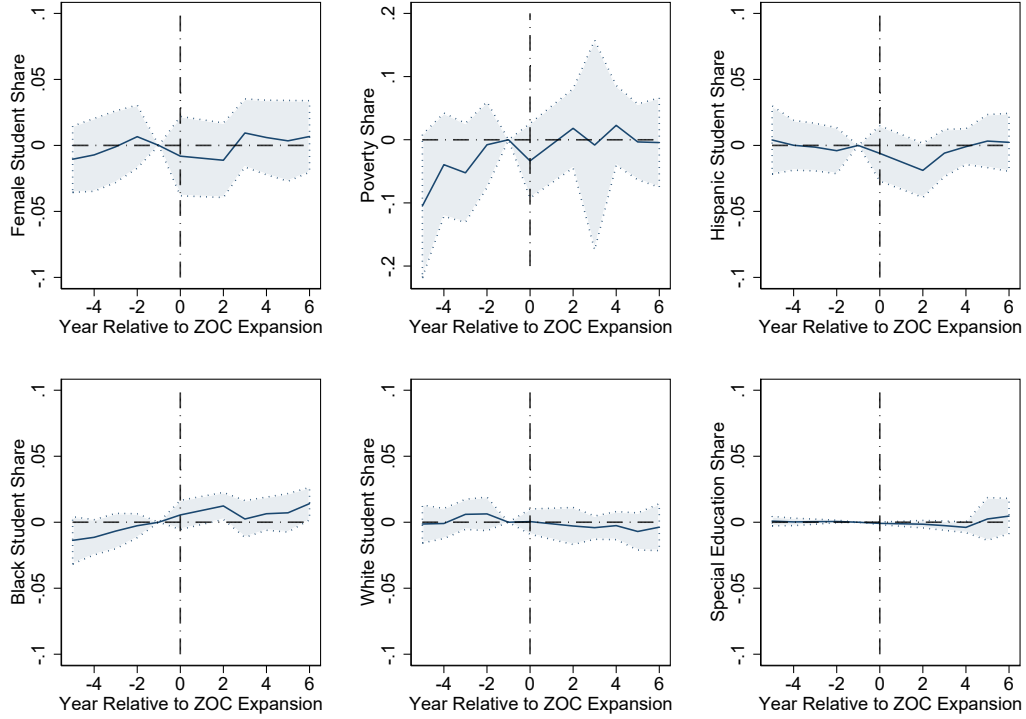 Female Student Share
.1
.05
0
-.05
-.1
-4 -2 0 2 4 6
Year Relative to ZOC Expansion
Poverty Share
.2
.1
0
-.1
-.2
-4 -2 0 2 4 6
Year Relative to ZOC Expansion
Hispanic Student Share
.1
.05
0
-.05
-.1
-4 -2 0 2 4 6
Year Relative to ZOC Expansion
Black Student Share
.1
.05
0
-.05
-.1
-4 -2 0 2 4 6
Year Relative to ZOC Expansion
White Student Share
.1
.05
0
-.05
-.1
-4 -2 0 2 4 6
Year Relative to ZOC Expansion
Special Education Share
.1
.05
0
-.05
-.1
-4 -2 0 2 4 6
Year Relative to ZOC Expansion